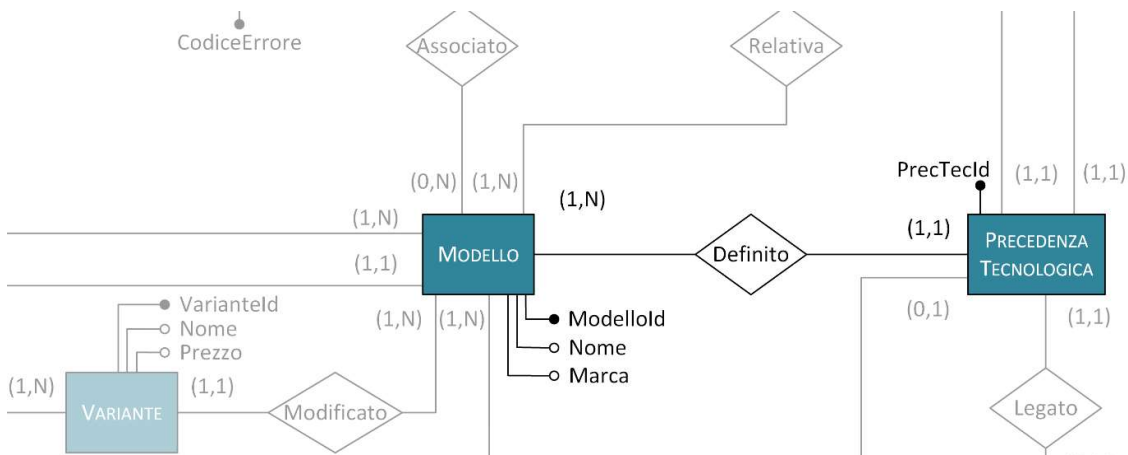 CodiceErrore
Associato
Relativa
(0,N)
(1,N)
(1,N)
PrecTecId
(1,1)
(1,1)
(1,N)
(1,1)
MODELLO
Definito
(1,1)
PRECEDENZA
TECNOLOGICA
VarianteId
Nome
Prezzo
(1,N)
(1,N)
ModelloId
Nome
Marca
(0,1)
(1,1)
(1,N)
VARIANTE
(1,1)
Modificato
Legato